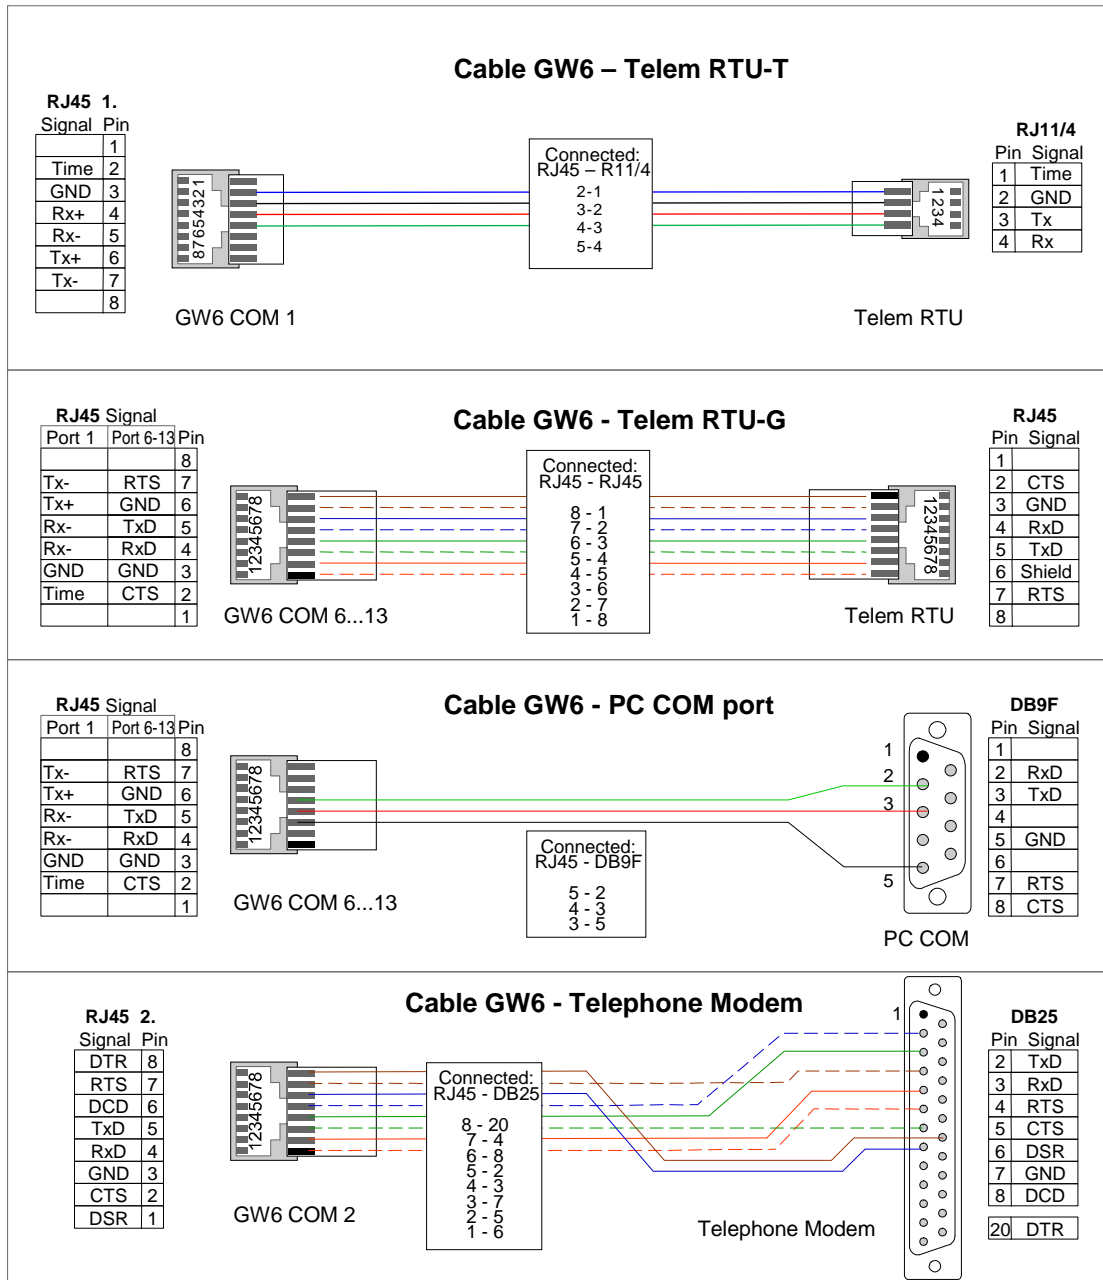 Cable GW6 – Telem RTU-T
RJ45 1.
Signal Pin
1
Time 2
GND 3
Rx+ 4
Rx- 5
Tx+ 6
Tx- 7
8
87654321
GW6 COM 1
Connected:
RJ45 – R11/4
2-1
3-2
4-3
5-4
1234
Telem RTU
RJ11/4
Pin Signal
1 Time
2 GND
3 Tx
4 Rx
Cable GW6 - Telem RTU-G
RJ45 Signal
Port 1 Port 6-13 Pin
8
Tx- RTS 7
Tx+ GND 6
Rx- TxD 5
Rx- RxD 4
GND GND 3
Time CTS 2
1
12345678
GW6 COM 6...13
Connected:
RJ45 - RJ45
8 - 1
7 - 2
6 - 3
5 - 4
4 - 5
3 - 6
2 - 7
1 - 8
12345678
Telem RTU
RJ45
Pin Signal
1
2 CTS
3 GND
4 RxD
5 TxD
6 Shield
7 RTS
8
Cable GW6 - PC COM port
RJ45 Signal
Port 1 Port 6-13 Pin
8
Tx- RTS 7
Tx+ GND 6
Rx- TxD 5
Rx- RxD 4
GND GND 3
Time CTS 2
1
12345678
GW6 COM 6...13
Connected:
RJ45 - DB9F
5 - 2
4 - 3
3 - 5
1
2
3
5
PC COM
DB9F
Pin Signal
1
2 RxD
3 TxD
4
5 GND
6
7 RTS
8 CTS
Cable GW6 - Telephone Modem
RJ45 2.
Signal Pin
DTR 8
RTS 7
DCD 6
TxD 5
RxD 4
GND 3
CTS 2
DSR 1
12345678
GW6 COM 2
Connected:
RJ45 - DB25
8 - 20
7 - 4
6 - 8
5 - 2
4 - 3
3 - 7
2 - 5
1 - 6
1
Telephone Modem
DB25
Pin Signal
2 TxD
3 RxD
4 RTS
5 CTS
6 DSR
7 GND
8 DCD
20 DTR